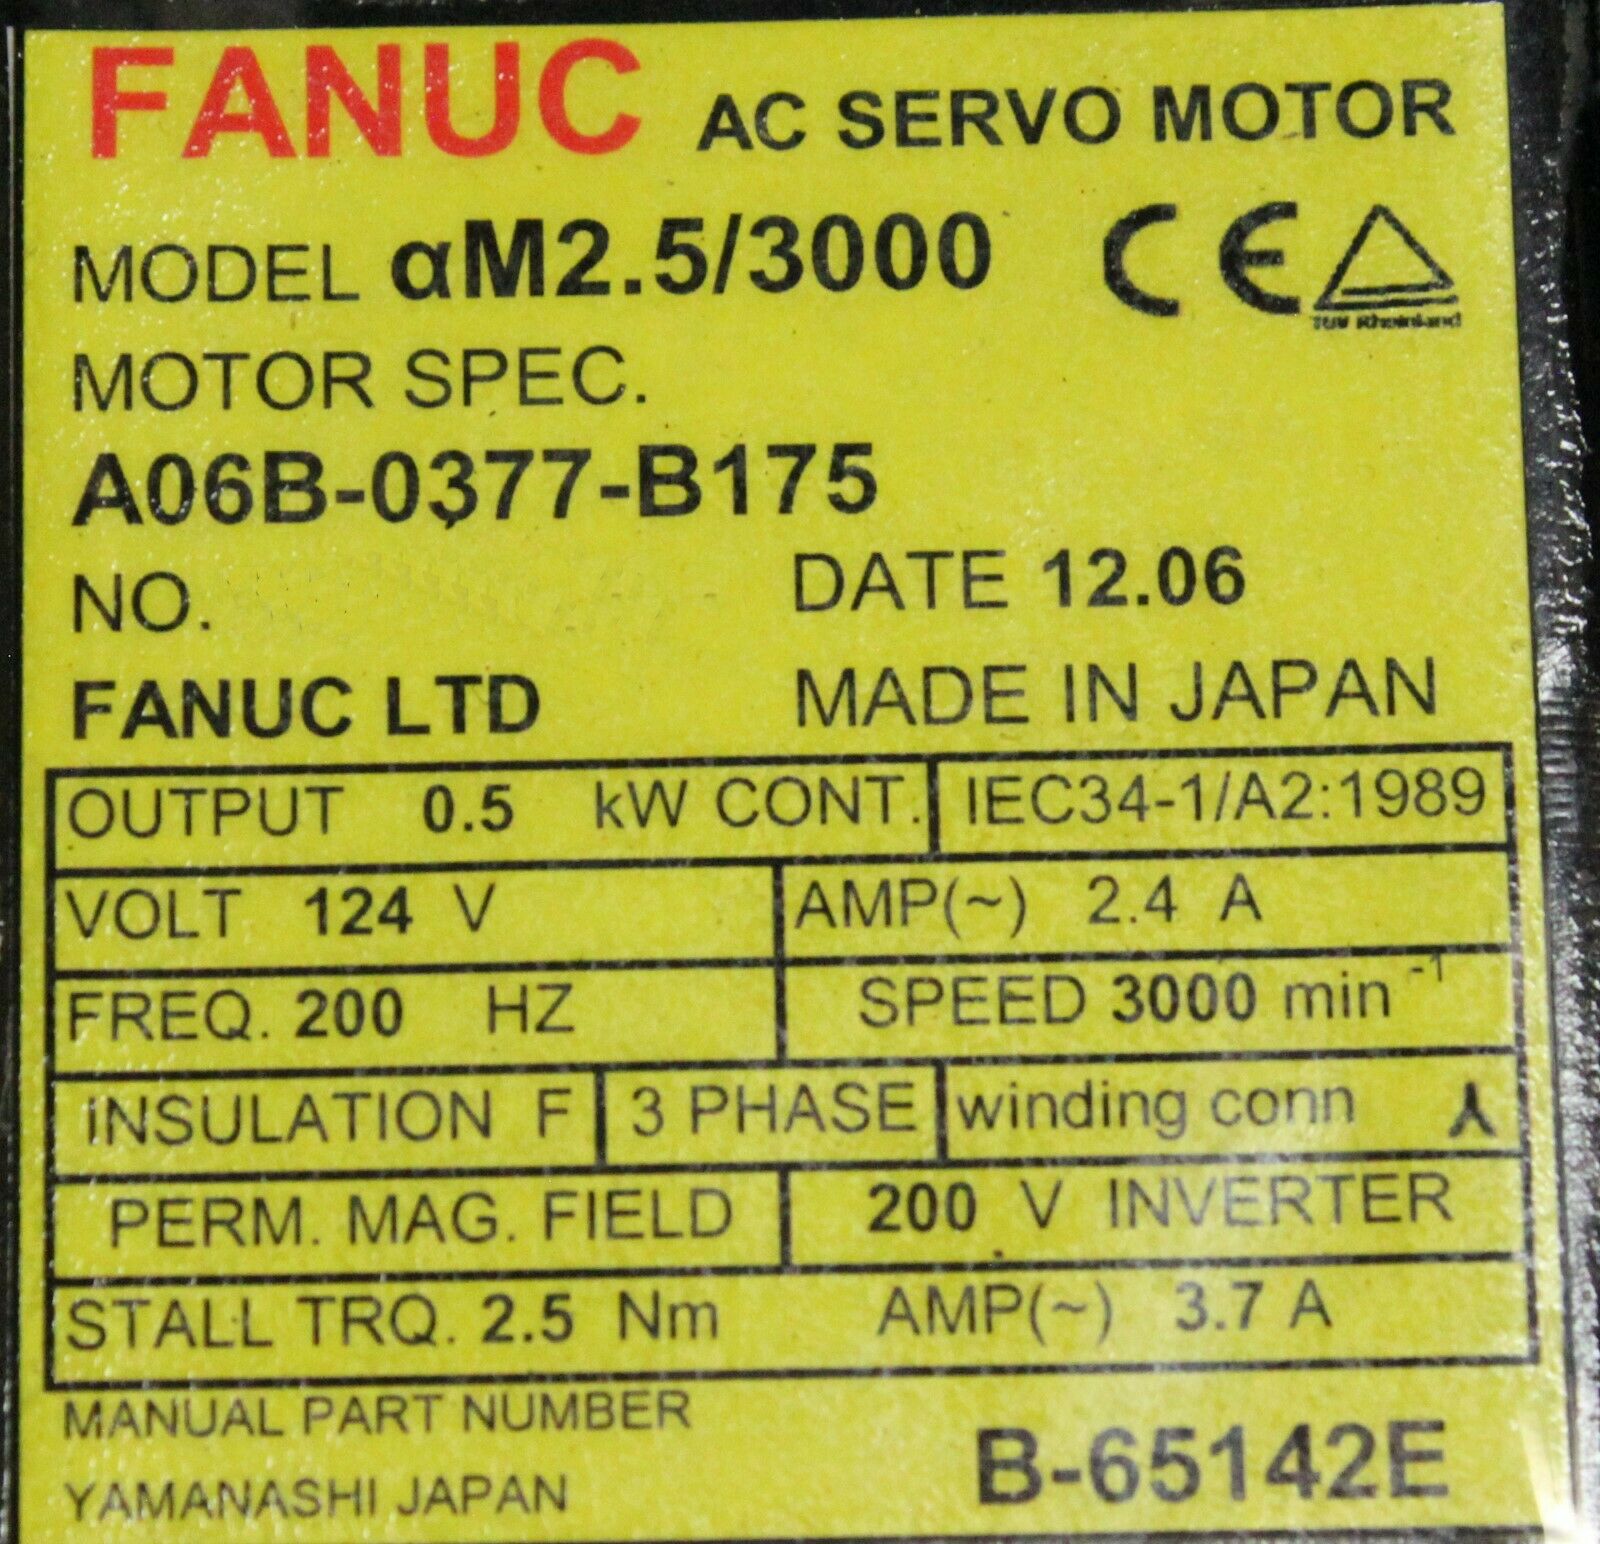 FANUC AC SERVO MOTOR
MODEL αM2.5/3000 CE
TUV Rheinland
MOTOR SPEC.
A06B-0377-B175
NO. DATE 12.06
FANUC LTD MADE IN JAPAN
OUTPUT 0.5 kW CONT. IEC34-1/A2:1989
VOLT 124 V AMP(~) 2.4 A
FREQ. 200 HZ SPEED 3000 min⁻¹
INSULATION F 3 PHASE winding conn
PERM. MAG. FIELD 200 V INVERTER
STALL TRQ. 2.5 Nm AMP(~) 3.7 A
MANUAL PART NUMBER
B-65142E
YAMANASHI JAPAN